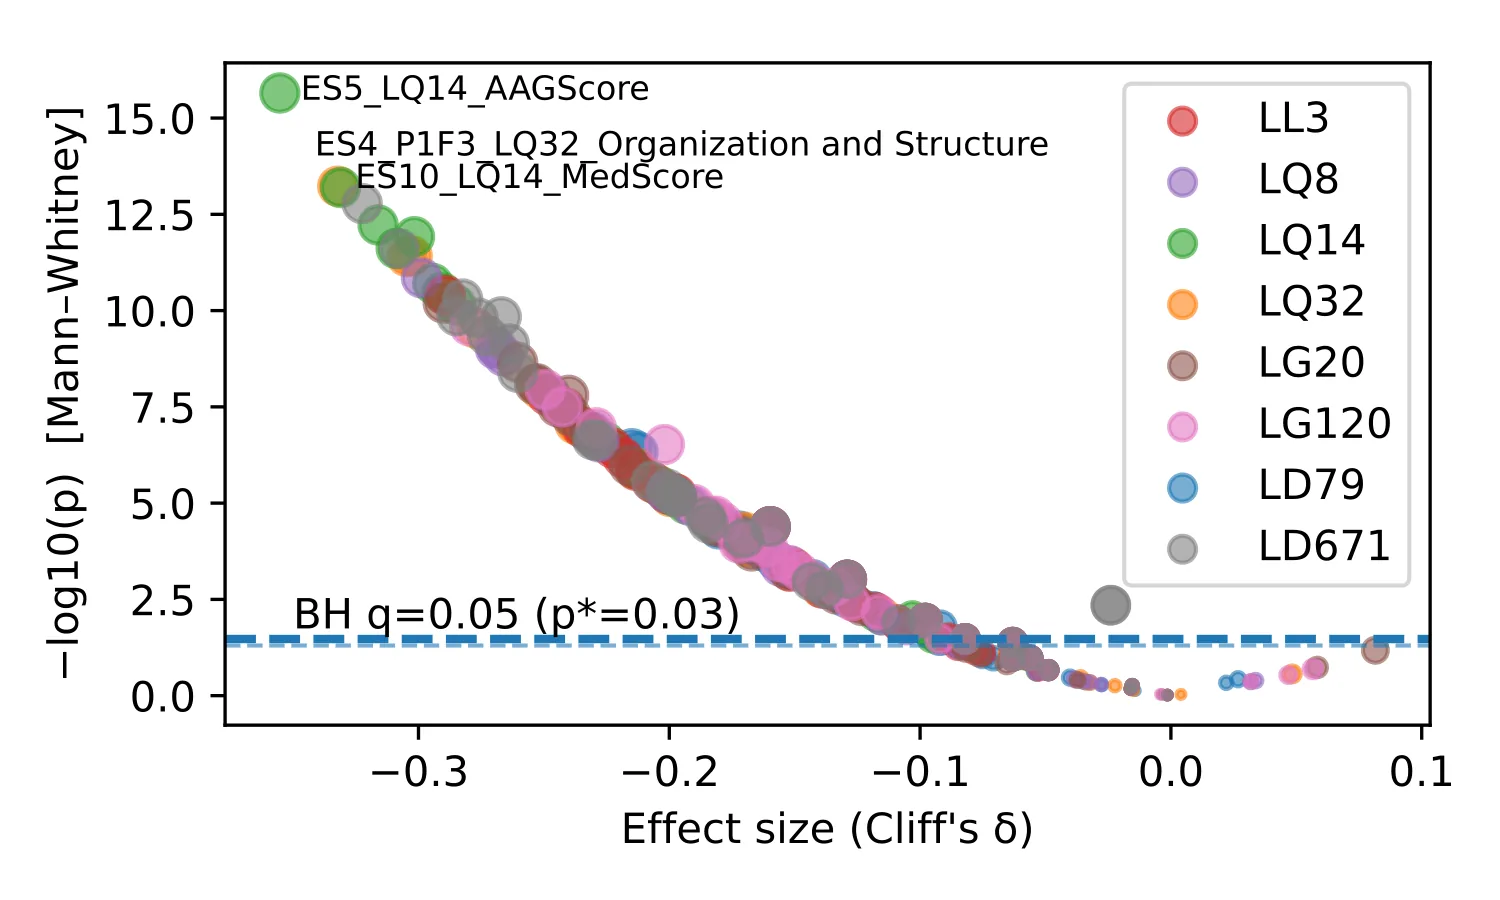 ES5_LQ14_AAGScore
ES4_P1F3_LQ32_Organization and Structure
ES10_LQ14_MedScore
BH q=0.05 (p*=0.03)
LL3
LQ8
LQ14
LQ32
LG20
LG120
LD79
LD671
−log10(p) [Mann–Whitney]
15.0
12.5
10.0
7.5
5.0
2.5
0.0
−0.3 −0.2 −0.1 0.0 0.1
Effect size (Cliff's δ)